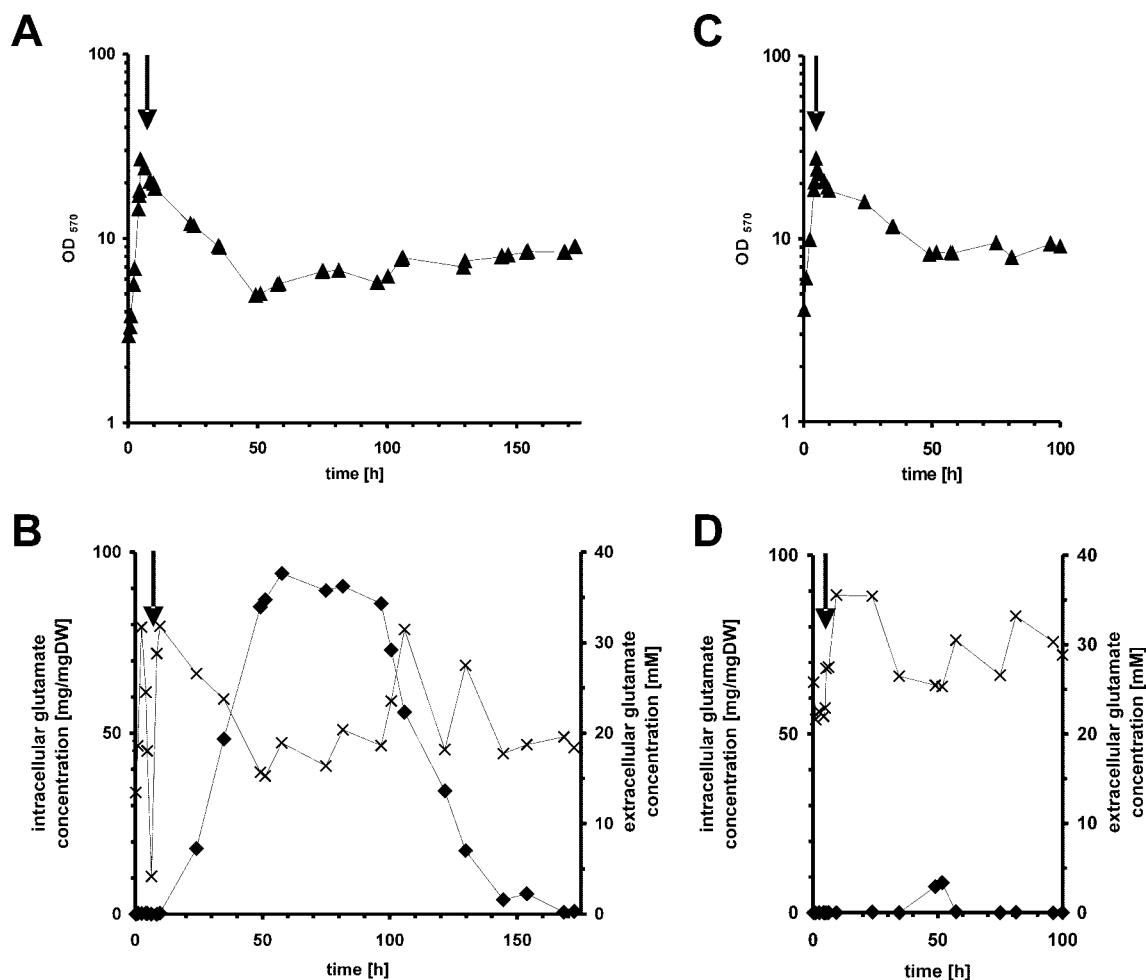 A
100
10
1
OD 570
0
50
100
150
time [h]
C
100
10
1
OD 570
0
50
100
time [h]
B
100
50
0
intracellular glutamate
concentration [mg/mgDW]
40
30
20
10
0
extracellular glutamate
concentration [mM]
0
50
100
150
time [h]
D
100
50
0
intracellular glutamate
concentration [mg/mgDW]
40
30
20
10
0
extracellular glutamate
concentration [mM]
0
50
100
time [h]